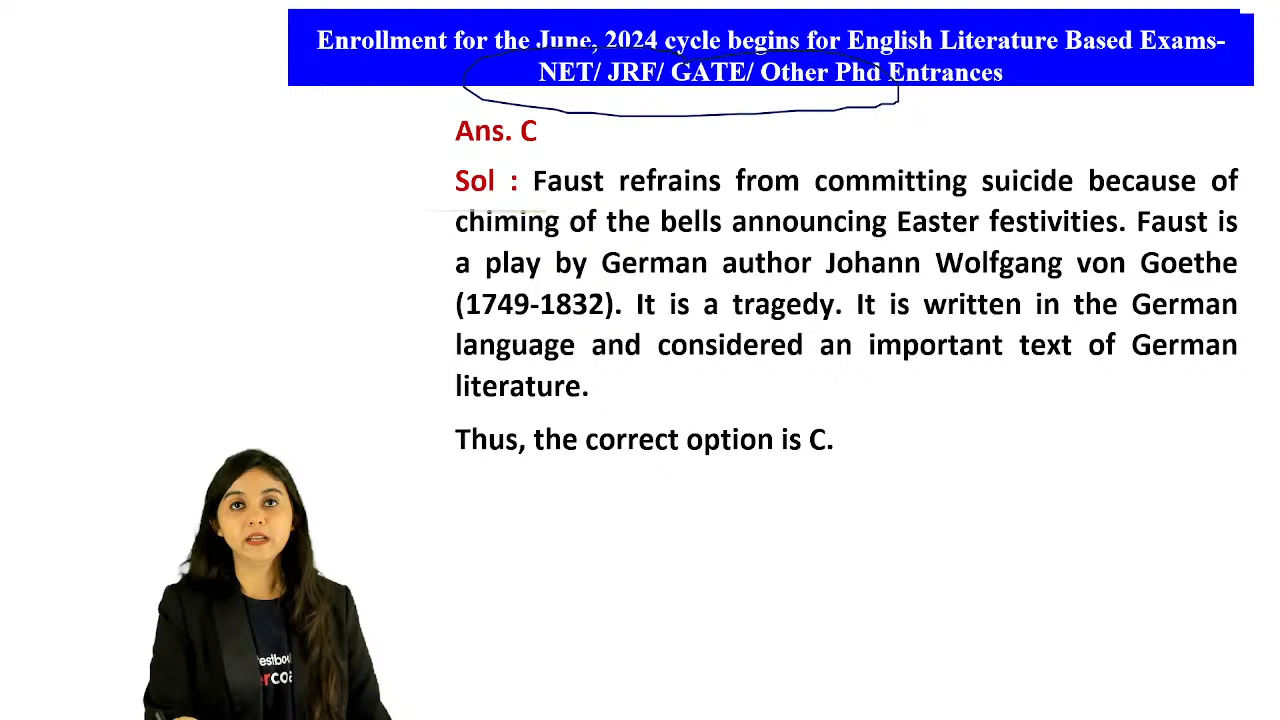 Enrollment for the June, 2024 cycle begins for English Literature Based Exams-
NET/ JRF/ GATE/ Other Phd Entrances
Ans. C
Sol : Faust refrains from committing suicide because of
chiming of the bells announcing Easter festivities. Faust is
a play by German author Johann Wolfgang von Goethe
(1749-1832). It is a tragedy. It is written in the German
language and considered an important text of German
literature.
Thus, the correct option is C.